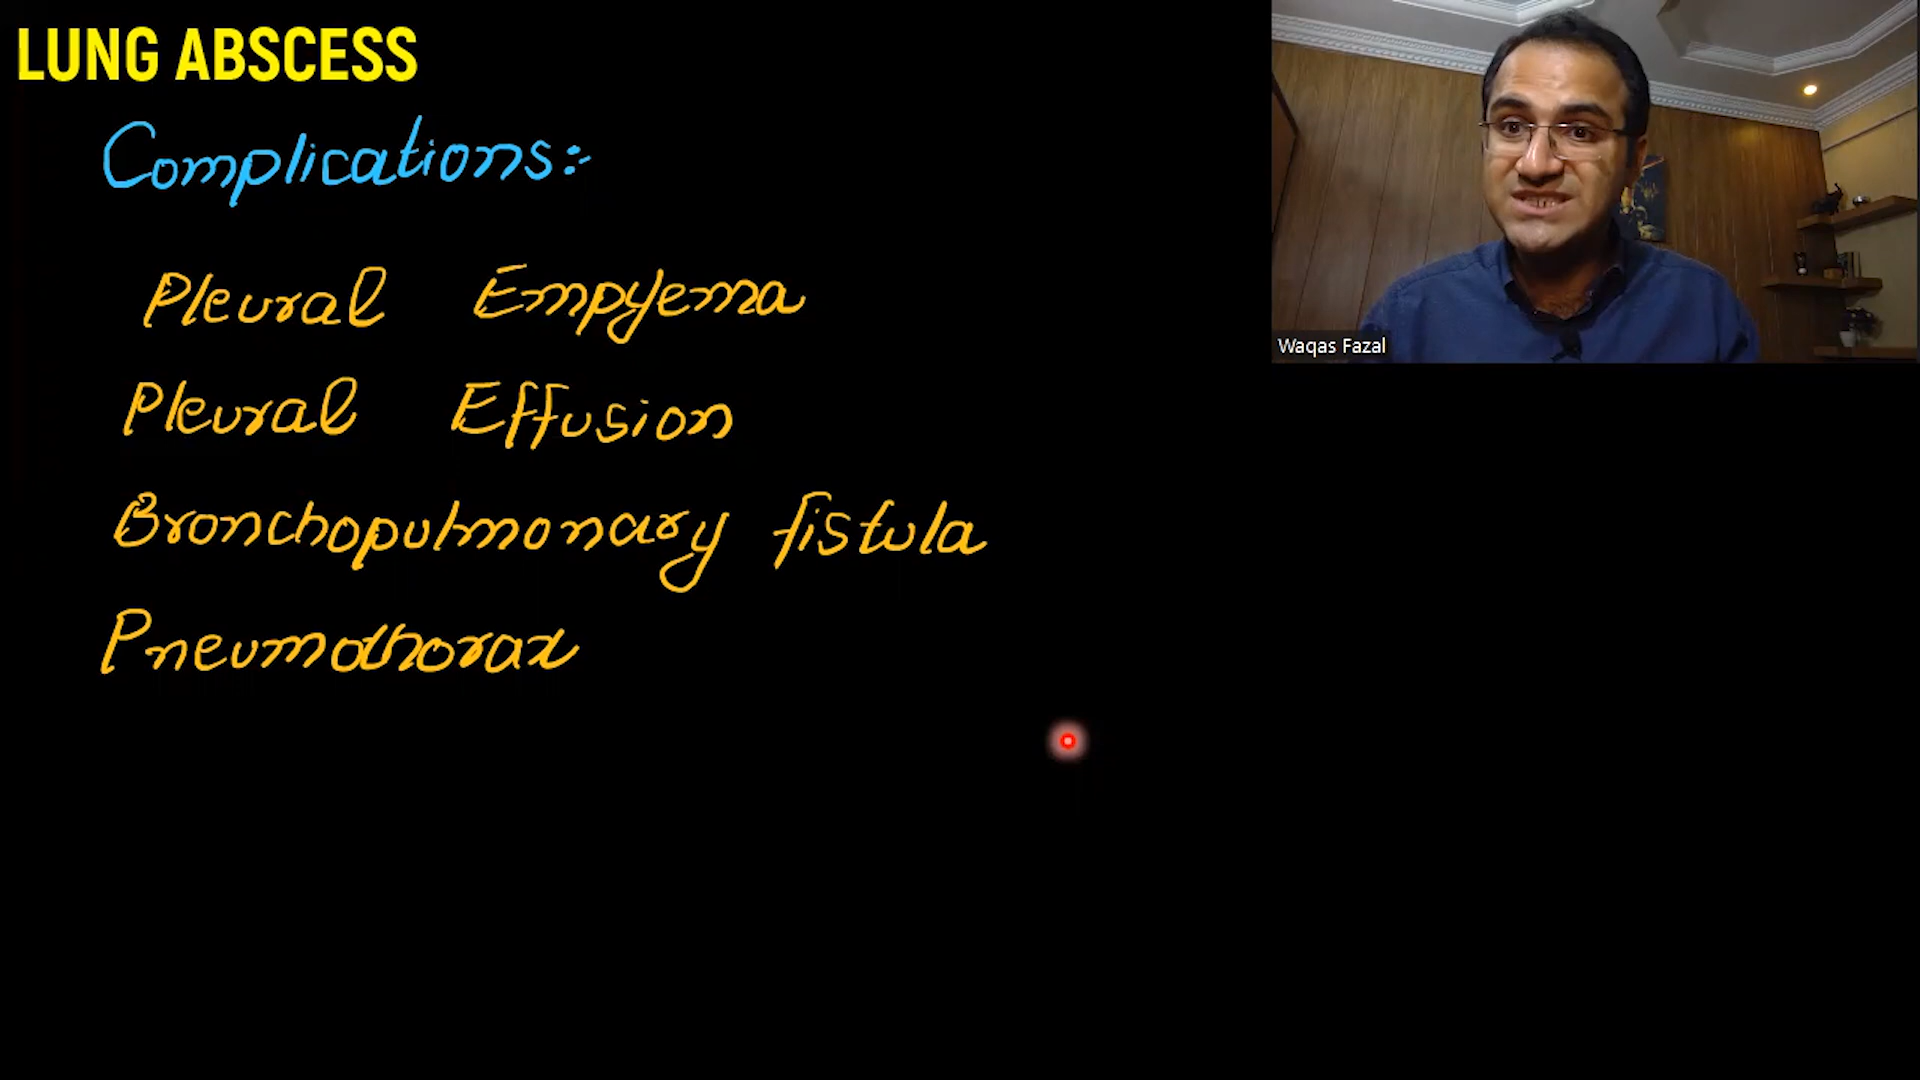 LUNG ABSCESS
Complications:-
Pleural Empyema
Pleural Effusion
Bronchopulmonary fistula
Pneumothorax
Waqas Fazal